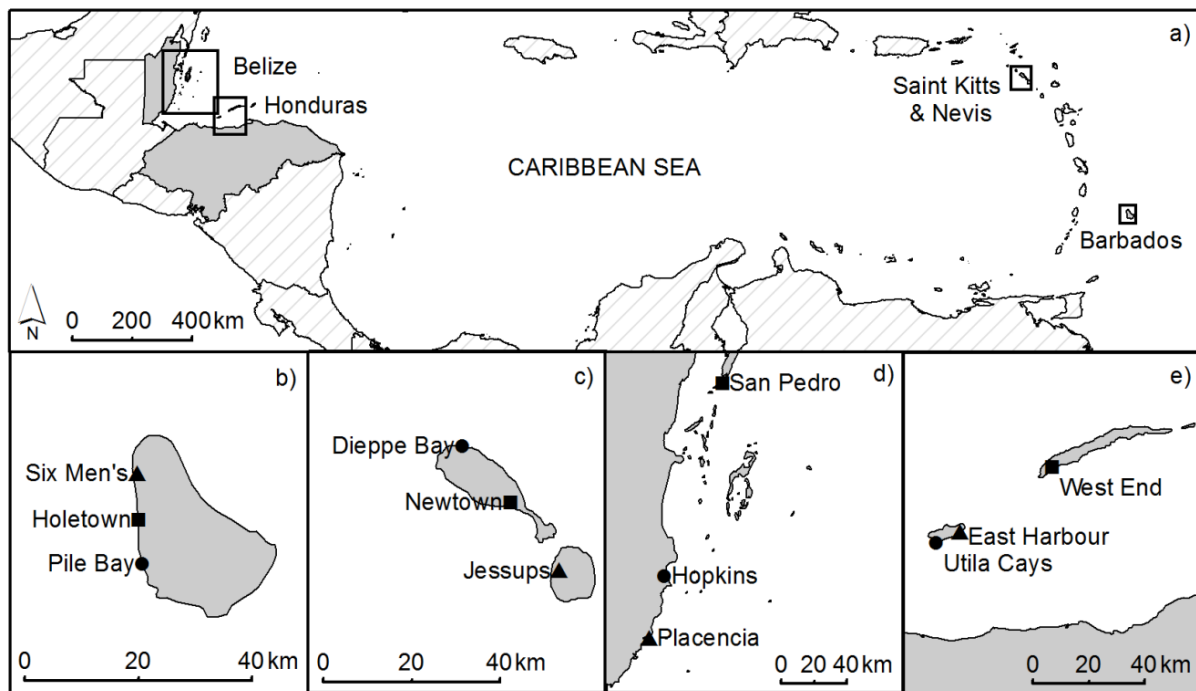 a)
Belize
Honduras
Saint Kitts
& Nevis
CARIBBEAN SEA
Barbados
N
0 200 400 km
b)
Six Men's
Holetown
Pile Bay
0 20 40 km
c)
Dieppe Bay
Newtown
Jessups
0 20 40 km
d)
San Pedro
Hopkins
Placencia
0 20 40 km
e)
West End
East Harbour
Utila Cays
0 20 40 km